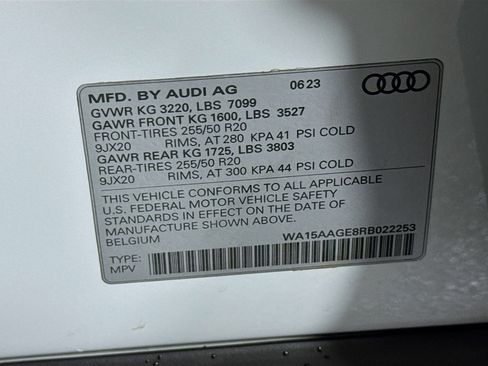 MFD. BY AUDI AG 06 23
GVWR KG 3220, LBS 7099
GAWR FRONT KG 1600, LBS 3527
FRONT-TIRES 255/50 R20
9JX20 RIMS, AT 280 KPA 41 PSI COLD
GAWR REAR KG 1725, LBS 3803
REAR-TIRES 255/50 R20
9JX20 RIMS, AT 300 KPA 44 PSI COLD
THIS VEHICLE CONFORMS TO ALL APPLICABLE
U.S. FEDERAL MOTOR VEHICLE SAFETY
STANDARDS IN EFFECT ON THE DATE OF
MANUFACTURE SHOWN ABOVE.
BELGIUM WA15AAGE8RB022253
TYPE:
MPV